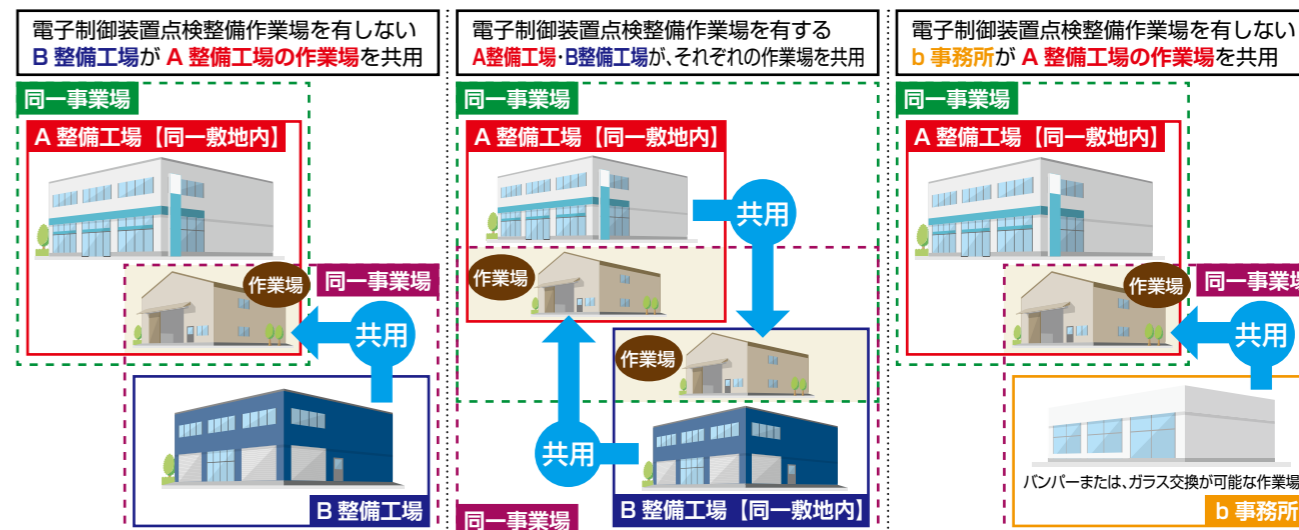 電子制御装置点検整備作業場を有しない
B 整備工場が A 整備工場の作業場を共用
同一事業場
A 整備工場【同一敷地内】
作業場
同一事業場
共用
B 整備工場
電子制御装置点検整備作業場を有する
A整備工場・B整備工場が、それぞれの作業場を共用
同一事業場
A 整備工場【同一敷地内】
共用
作業場
作業場
共用
B 整備工場【同一敷地内】
同一事業場
電子制御装置点検整備作業場を有しない
b 事務所が A 整備工場の作業場を共用
同一事業場
A 整備工場【同一敷地内】
作業場
同一事業場
共用
バンパーまたは、ガラス交換が可能な作業場
b 事務所